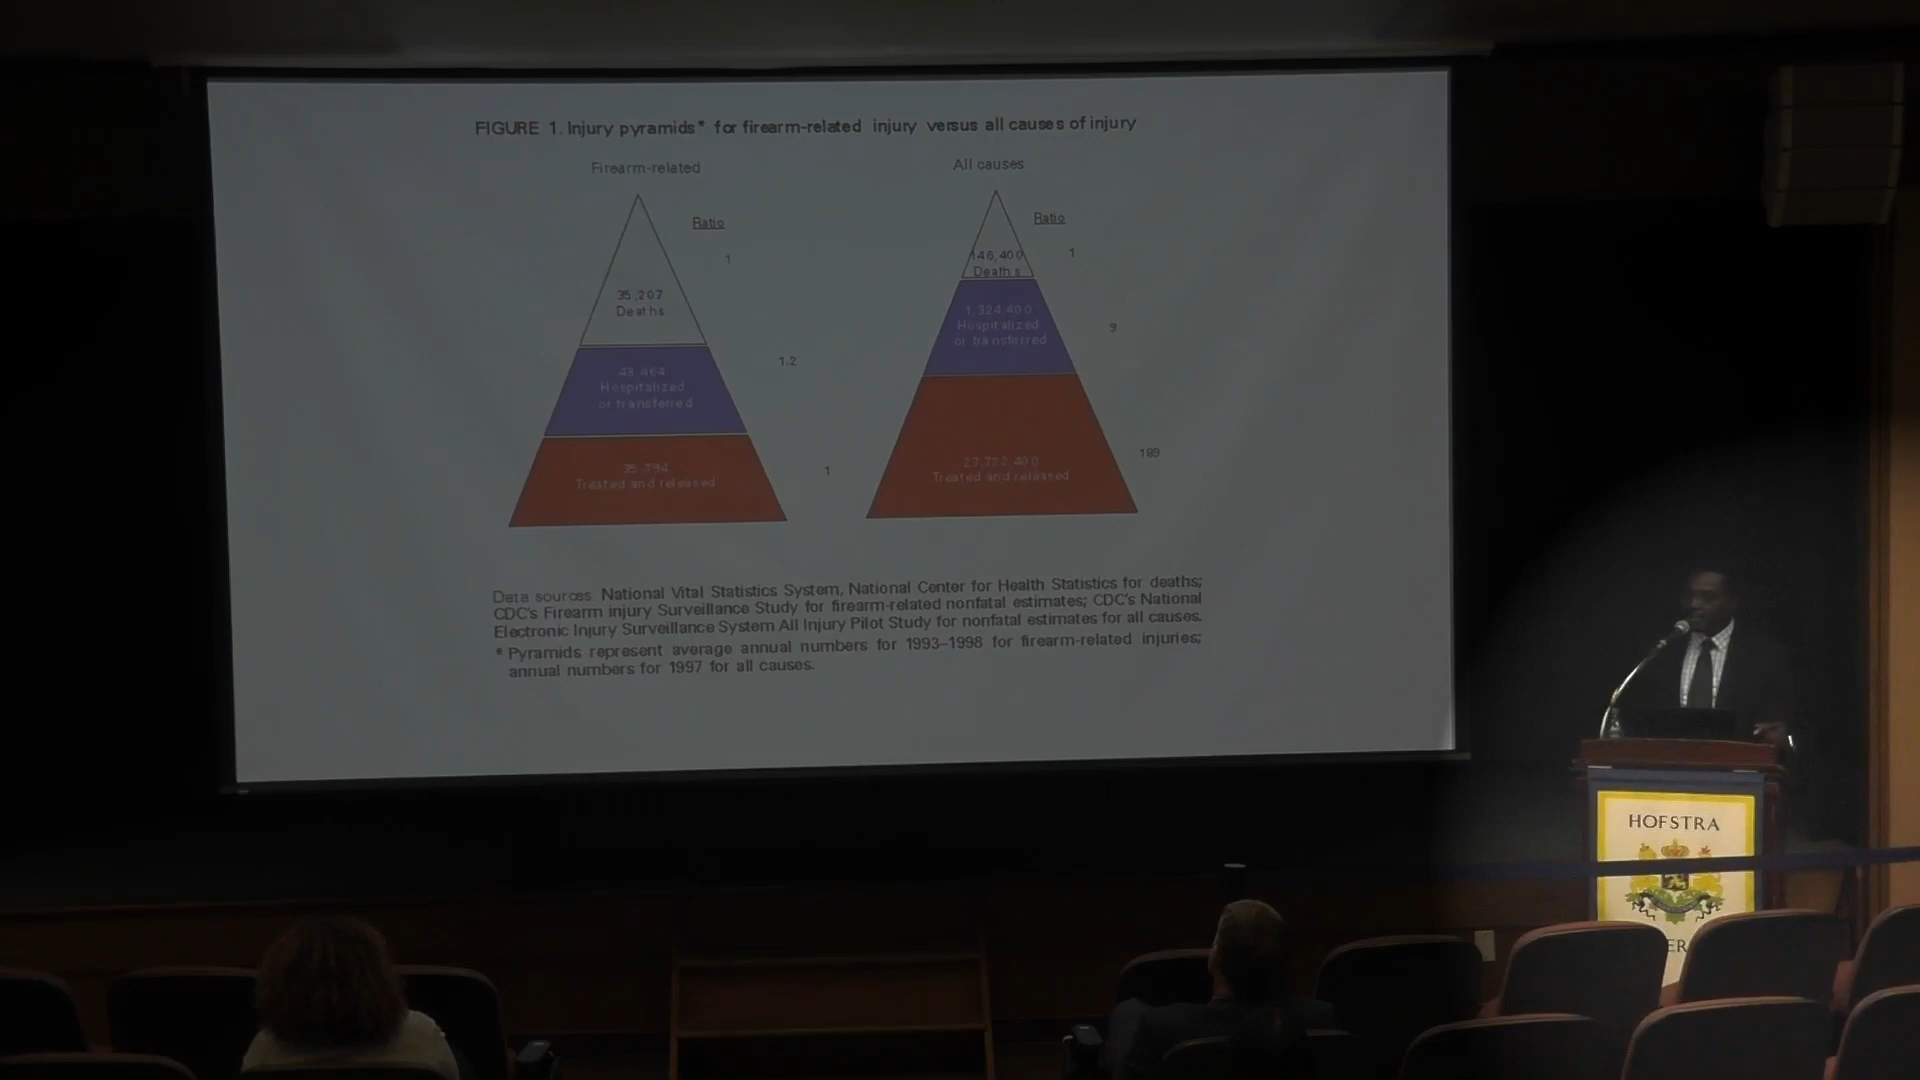 FIGURE 1. Injury pyramids* for firearm-related injury versus all causes of injury
Firearm-related
Ratio
1
35,207
Deaths
1.2
43,464
Hospitalized
or transferred
1
35,794
Treated and released
All causes
Ratio
1
146,400
Deaths
9
1,324,400
Hospitalized
or transferred
189
27,722,400
Treated and released
Data sources National Vital Statistics System, National Center for Health Statistics for deaths;
CDC's Firearm injury Surveillance Study for firearm-related nonfatal estimates; CDC's National
Electronic Injury Surveillance System All Injury Pilot Study for nonfatal estimates for all causes.
* Pyramids represent average annual numbers for 1993–1998 for firearm-related injuries;
annual numbers for 1997 for all causes.
HOFSTRA